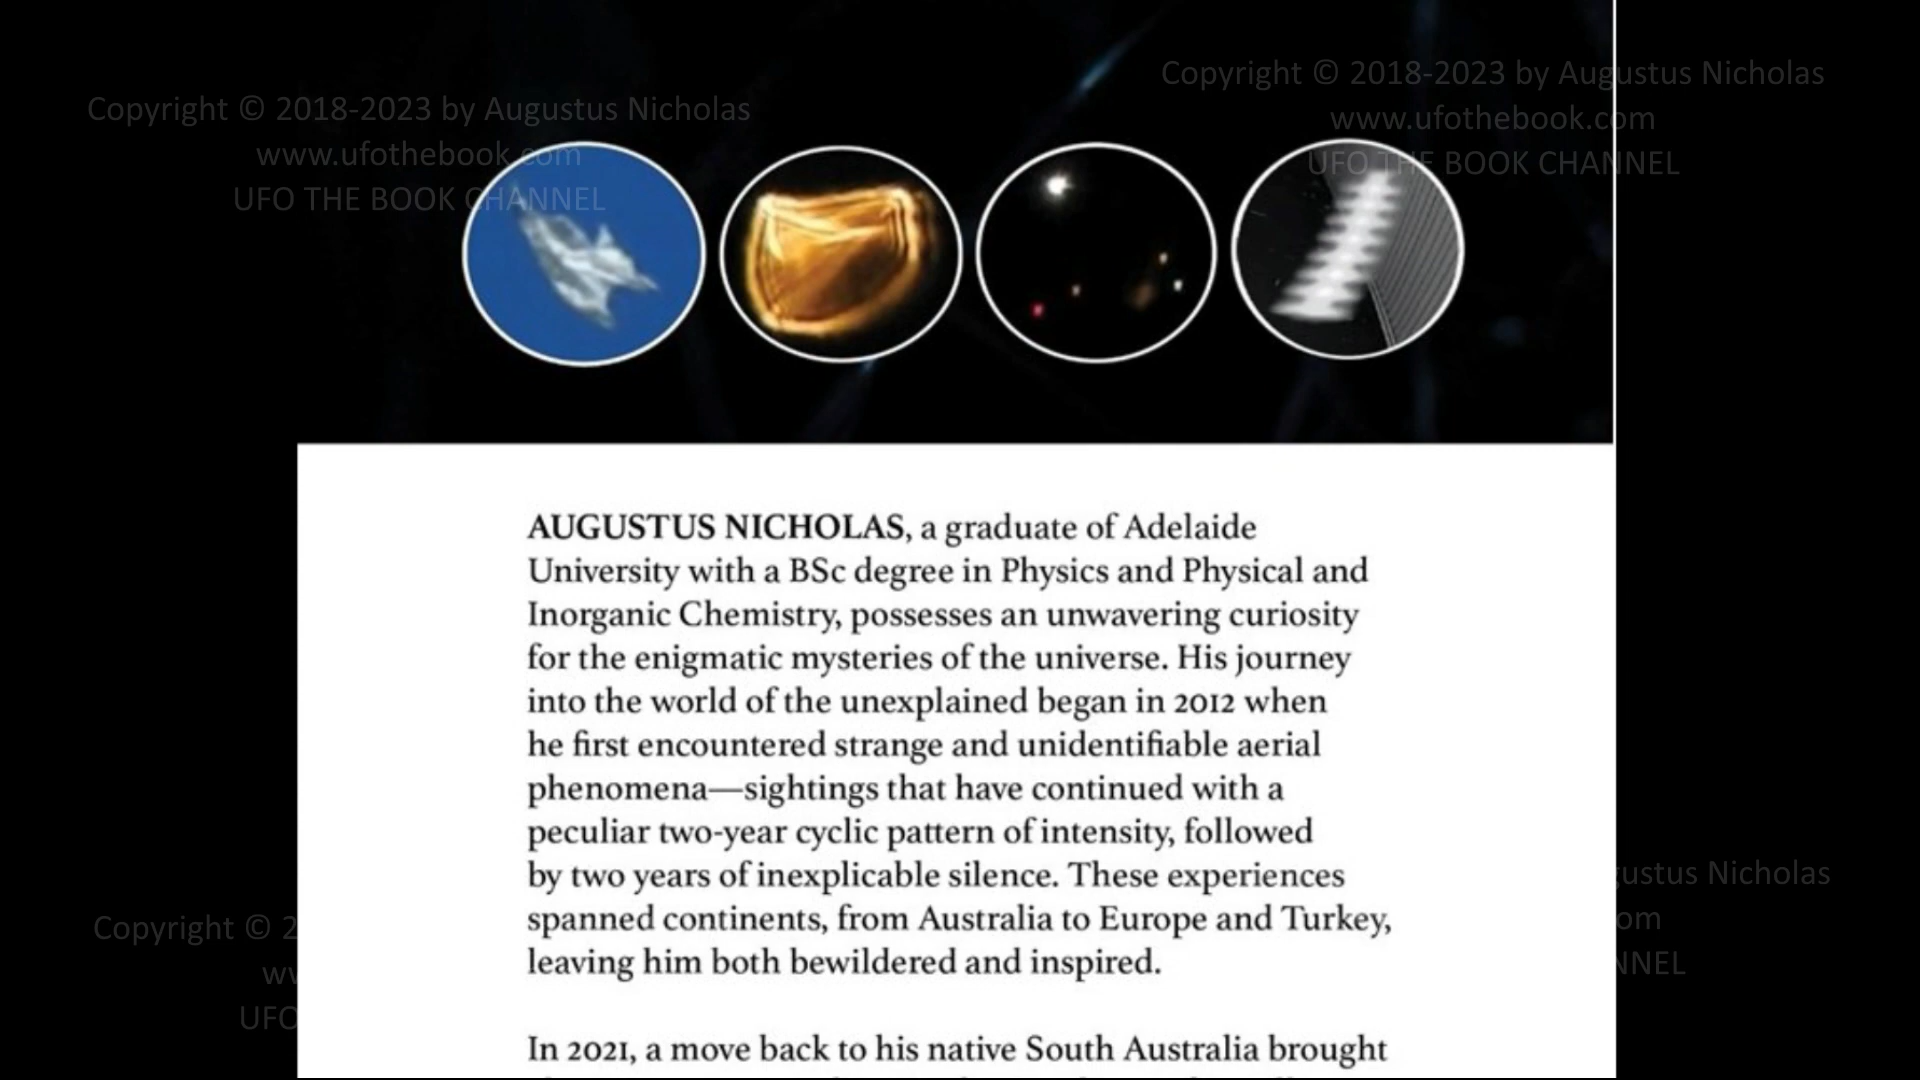 Copyright © 2018-2023 by Augustus Nicholas
www.ufothebook.com
UFO THE BOOK CHANNEL
Copyright © 2018-2023 by Augustus Nicholas
www.ufothebook.com
UFO THE BOOK CHANNEL
AUGUSTUS NICHOLAS, a graduate of Adelaide
University with a BSc degree in Physics and Physical and
Inorganic Chemistry, possesses an unwavering curiosity
for the enigmatic mysteries of the universe. His journey
into the world of the unexplained began in 2012 when
he first encountered strange and unidentifiable aerial
phenomena—sightings that have continued with a
peculiar two-year cyclic pattern of intensity, followed
by two years of inexplicable silence. These experiences
spanned continents, from Australia to Europe and Turkey,
leaving him both bewildered and inspired.
In 2021, a move back to his native South Australia brought
Copyright © 2
UFO
Nicholas